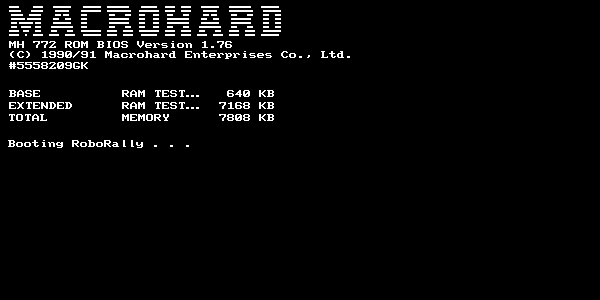 MACROHARD
MH 772 ROM BIOS Version 1.76
(C) 1990/91 Macrohard Enterprises Co., Ltd.
#5558209GK
BASE RAM TEST... 640 KB
EXTENDED RAM TEST... 7168 KB
TOTAL MEMORY 7808 KB
Booting RoboRally . . .